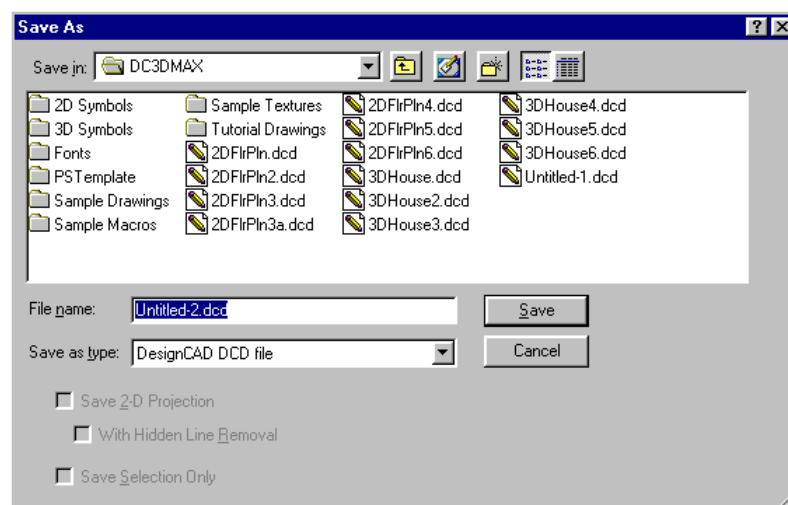 Save As
Save in: DC3DMAX
2D Symbols Sample Textures 2DFlrPln4.dcd 3DHouse4.dcd
3D Symbols Tutorial Drawings 2DFlrPln5.dcd 3DHouse5.dcd
Fonts 2DFlrPln.dcd 2DFlrPln6.dcd 3DHouse6.dcd
PSTemplate 2DFlrPln2.dcd 3DHouse.dcd Untitled-1.dcd
Sample Drawings 2DFlrPln3.dcd 3DHouse2.dcd
Sample Macros 2DFlrPln3a.dcd 3DHouse3.dcd
File name: Untitled-2.dcd Save
Save as type: DesignCAD DCD file Cancel
Save 2-D Projection
With Hidden Line Removal
Save Selection Only